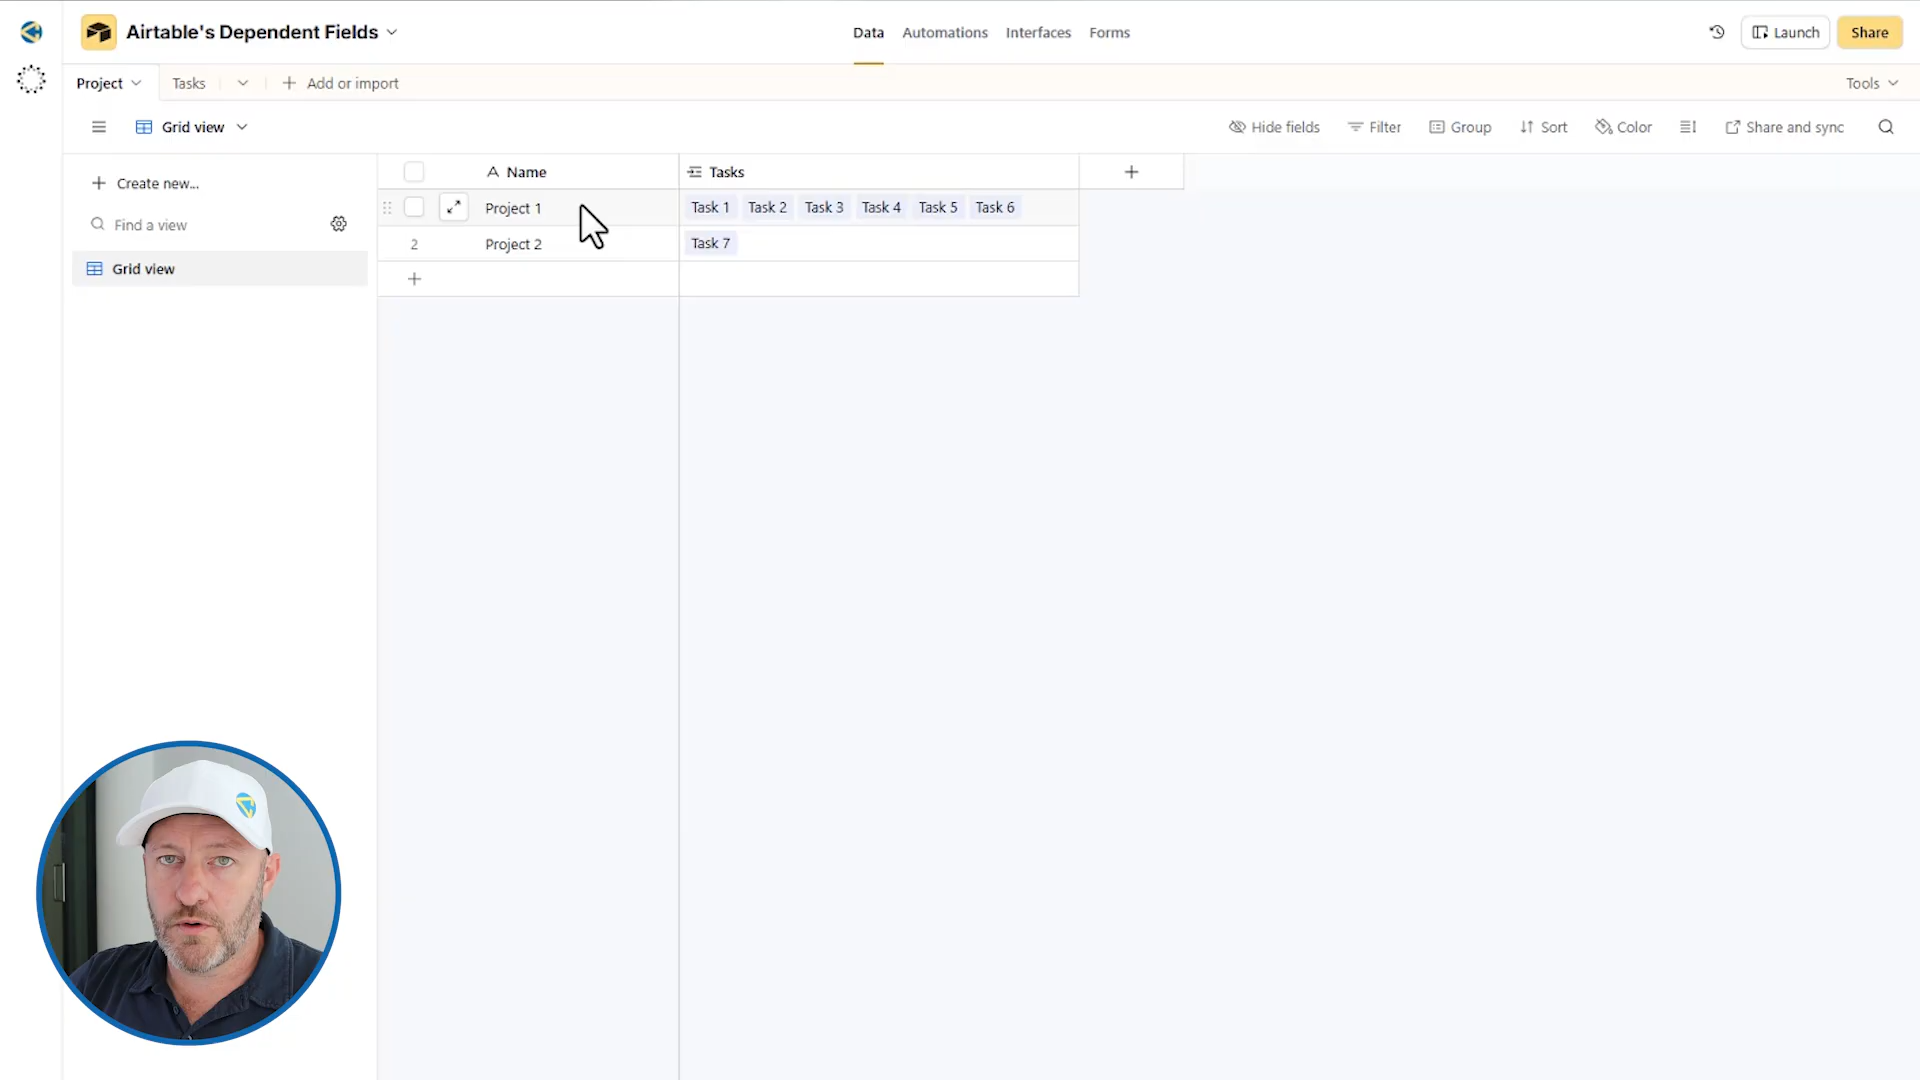 Airtable's Dependent Fields
Data Automations Interfaces Forms
Launch Share
Project Tasks Add or import
Tools
Grid view
Hide fields Filter Group Sort Color Share and sync
Create new...
Find a view
Grid view
Name Tasks
Project 1 Task 1 Task 2 Task 3 Task 4 Task 5 Task 6
2 Project 2 Task 7